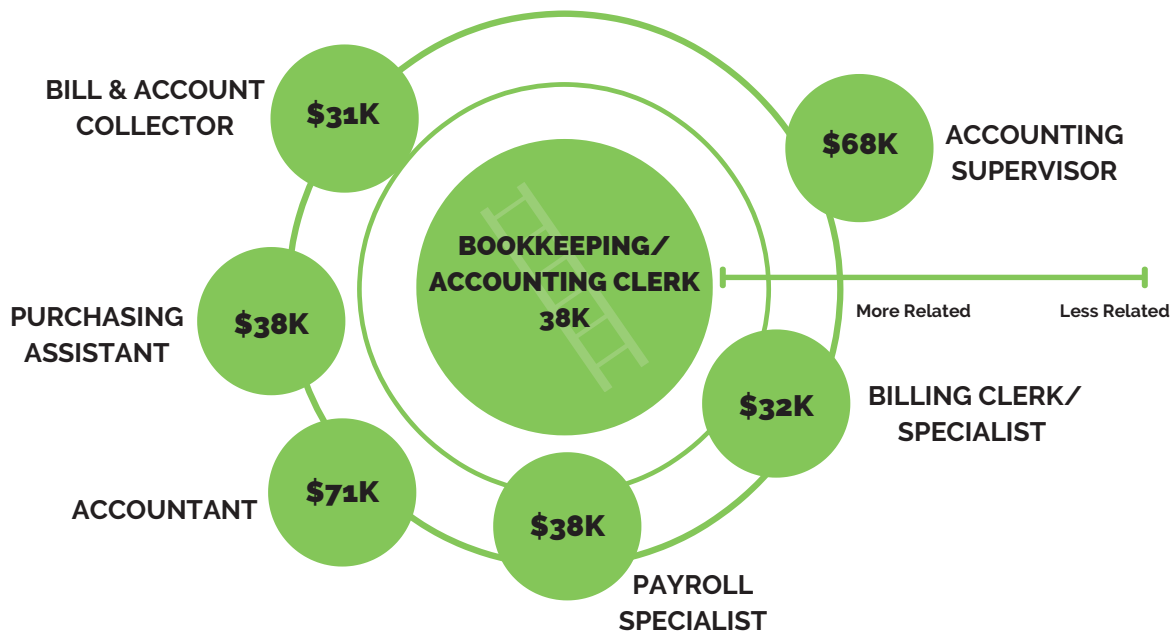 BILL & ACCOUNT
COLLECTOR
$31K
$68K
ACCOUNTING
SUPERVISOR
BOOKKEEPING/
ACCOUNTING CLERK
38K
More Related
Less Related
PURCHASING
ASSISTANT
$38K
$32K
BILLING CLERK/
SPECIALIST
ACCOUNTANT
$71K
$38K
PAYROLL
SPECIALIST